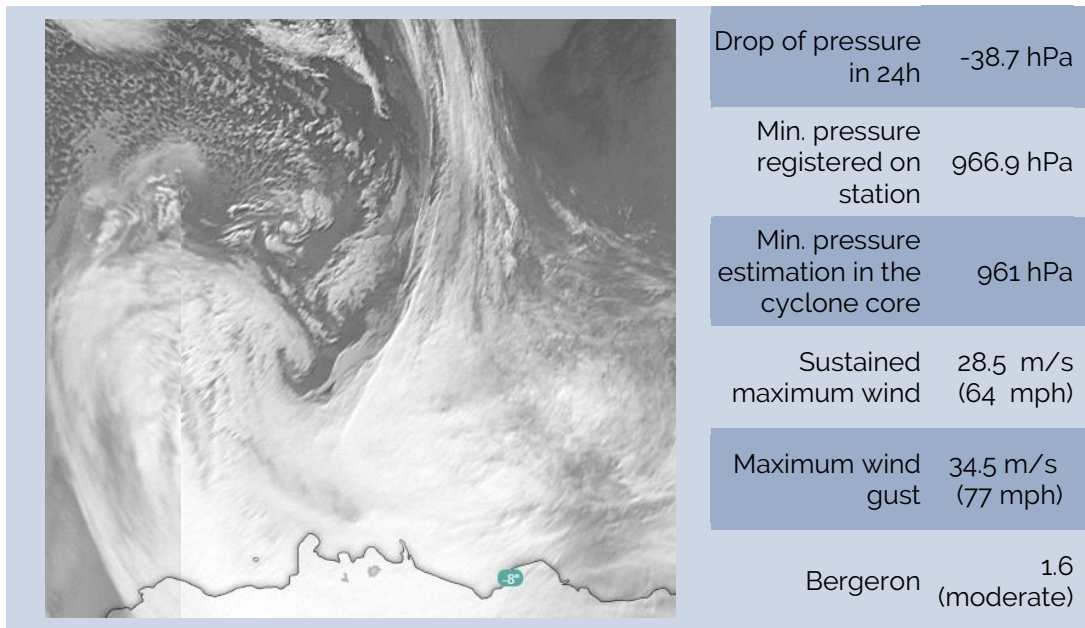 Drop of pressure
in 24h
-38.7 hPa
Min. pressure
registered on
station
966.9 hPa
Min. pressure
estimation in the
cyclone core
961 hPa
Sustained
maximum wind
28.5 m/s
(64 mph)
Maximum wind
gust
34.5 m/s
(77 mph)
-8°
Bergeron
1.6
(moderate)